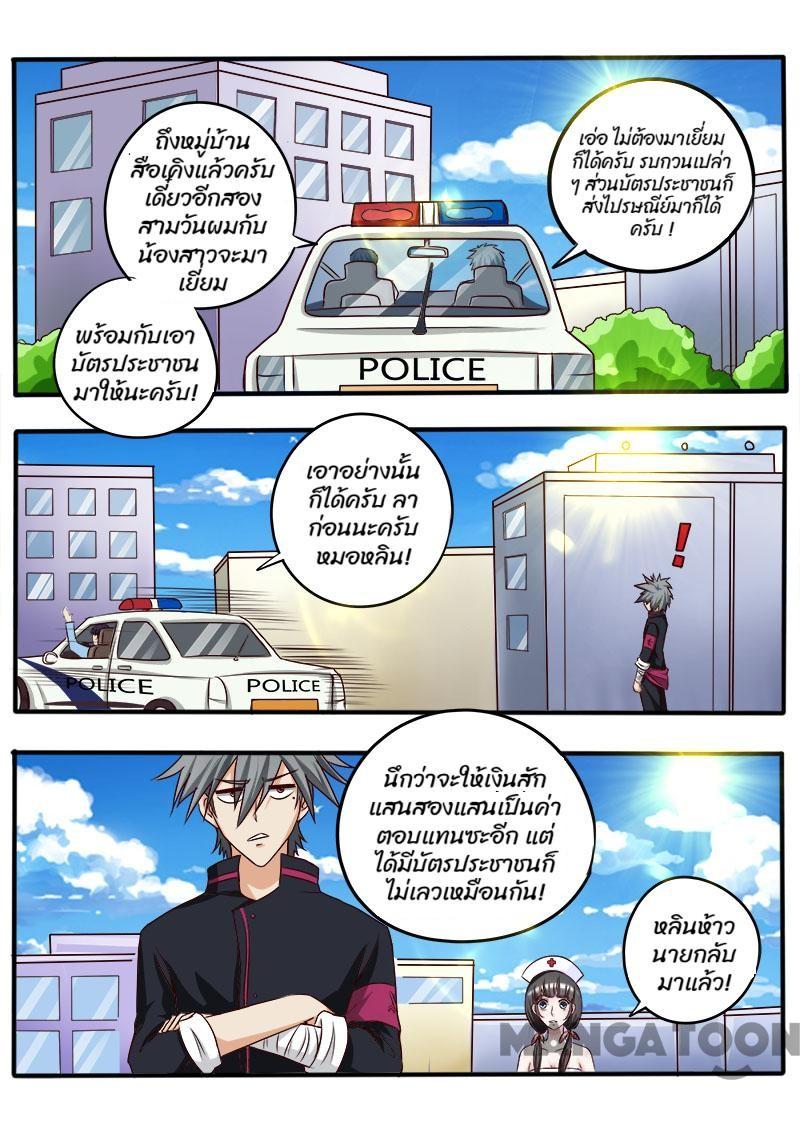 ถึงหมู่บ้าน
สือเคิงแล้วครับ
เดี๋ยวอีกสอง
สามวันผมกับ
น้องสาวจะมา
เยี่ยม
พร้อมกับเอา
บัตรประชาชน
มาให้นะครับ!
เอ่อ ไม่ต้องมาเยี่ยม
ก็ได้ครับ รบกวนเปล่า
ๆ ส่วนบัตรประชาชนก็
ส่งไปรษณีย์มาก็ได้
ครับ !
POLICE
เอาอย่างนั้น
ก็ได้ครับ ลา
ก่อนนะครับ
หมอหลิน!
!
POLICE
POLICE
นึกว่าจะให้เงินสัก
แสนสองแสนเป็นค่า
ตอบแทนซะอีก แต่
ได้มีบัตรประชาชนก็
ไม่เลวเหมือนกัน!
หลินห้าว
นายกลับ
มาแล้ว!
MANGATOON